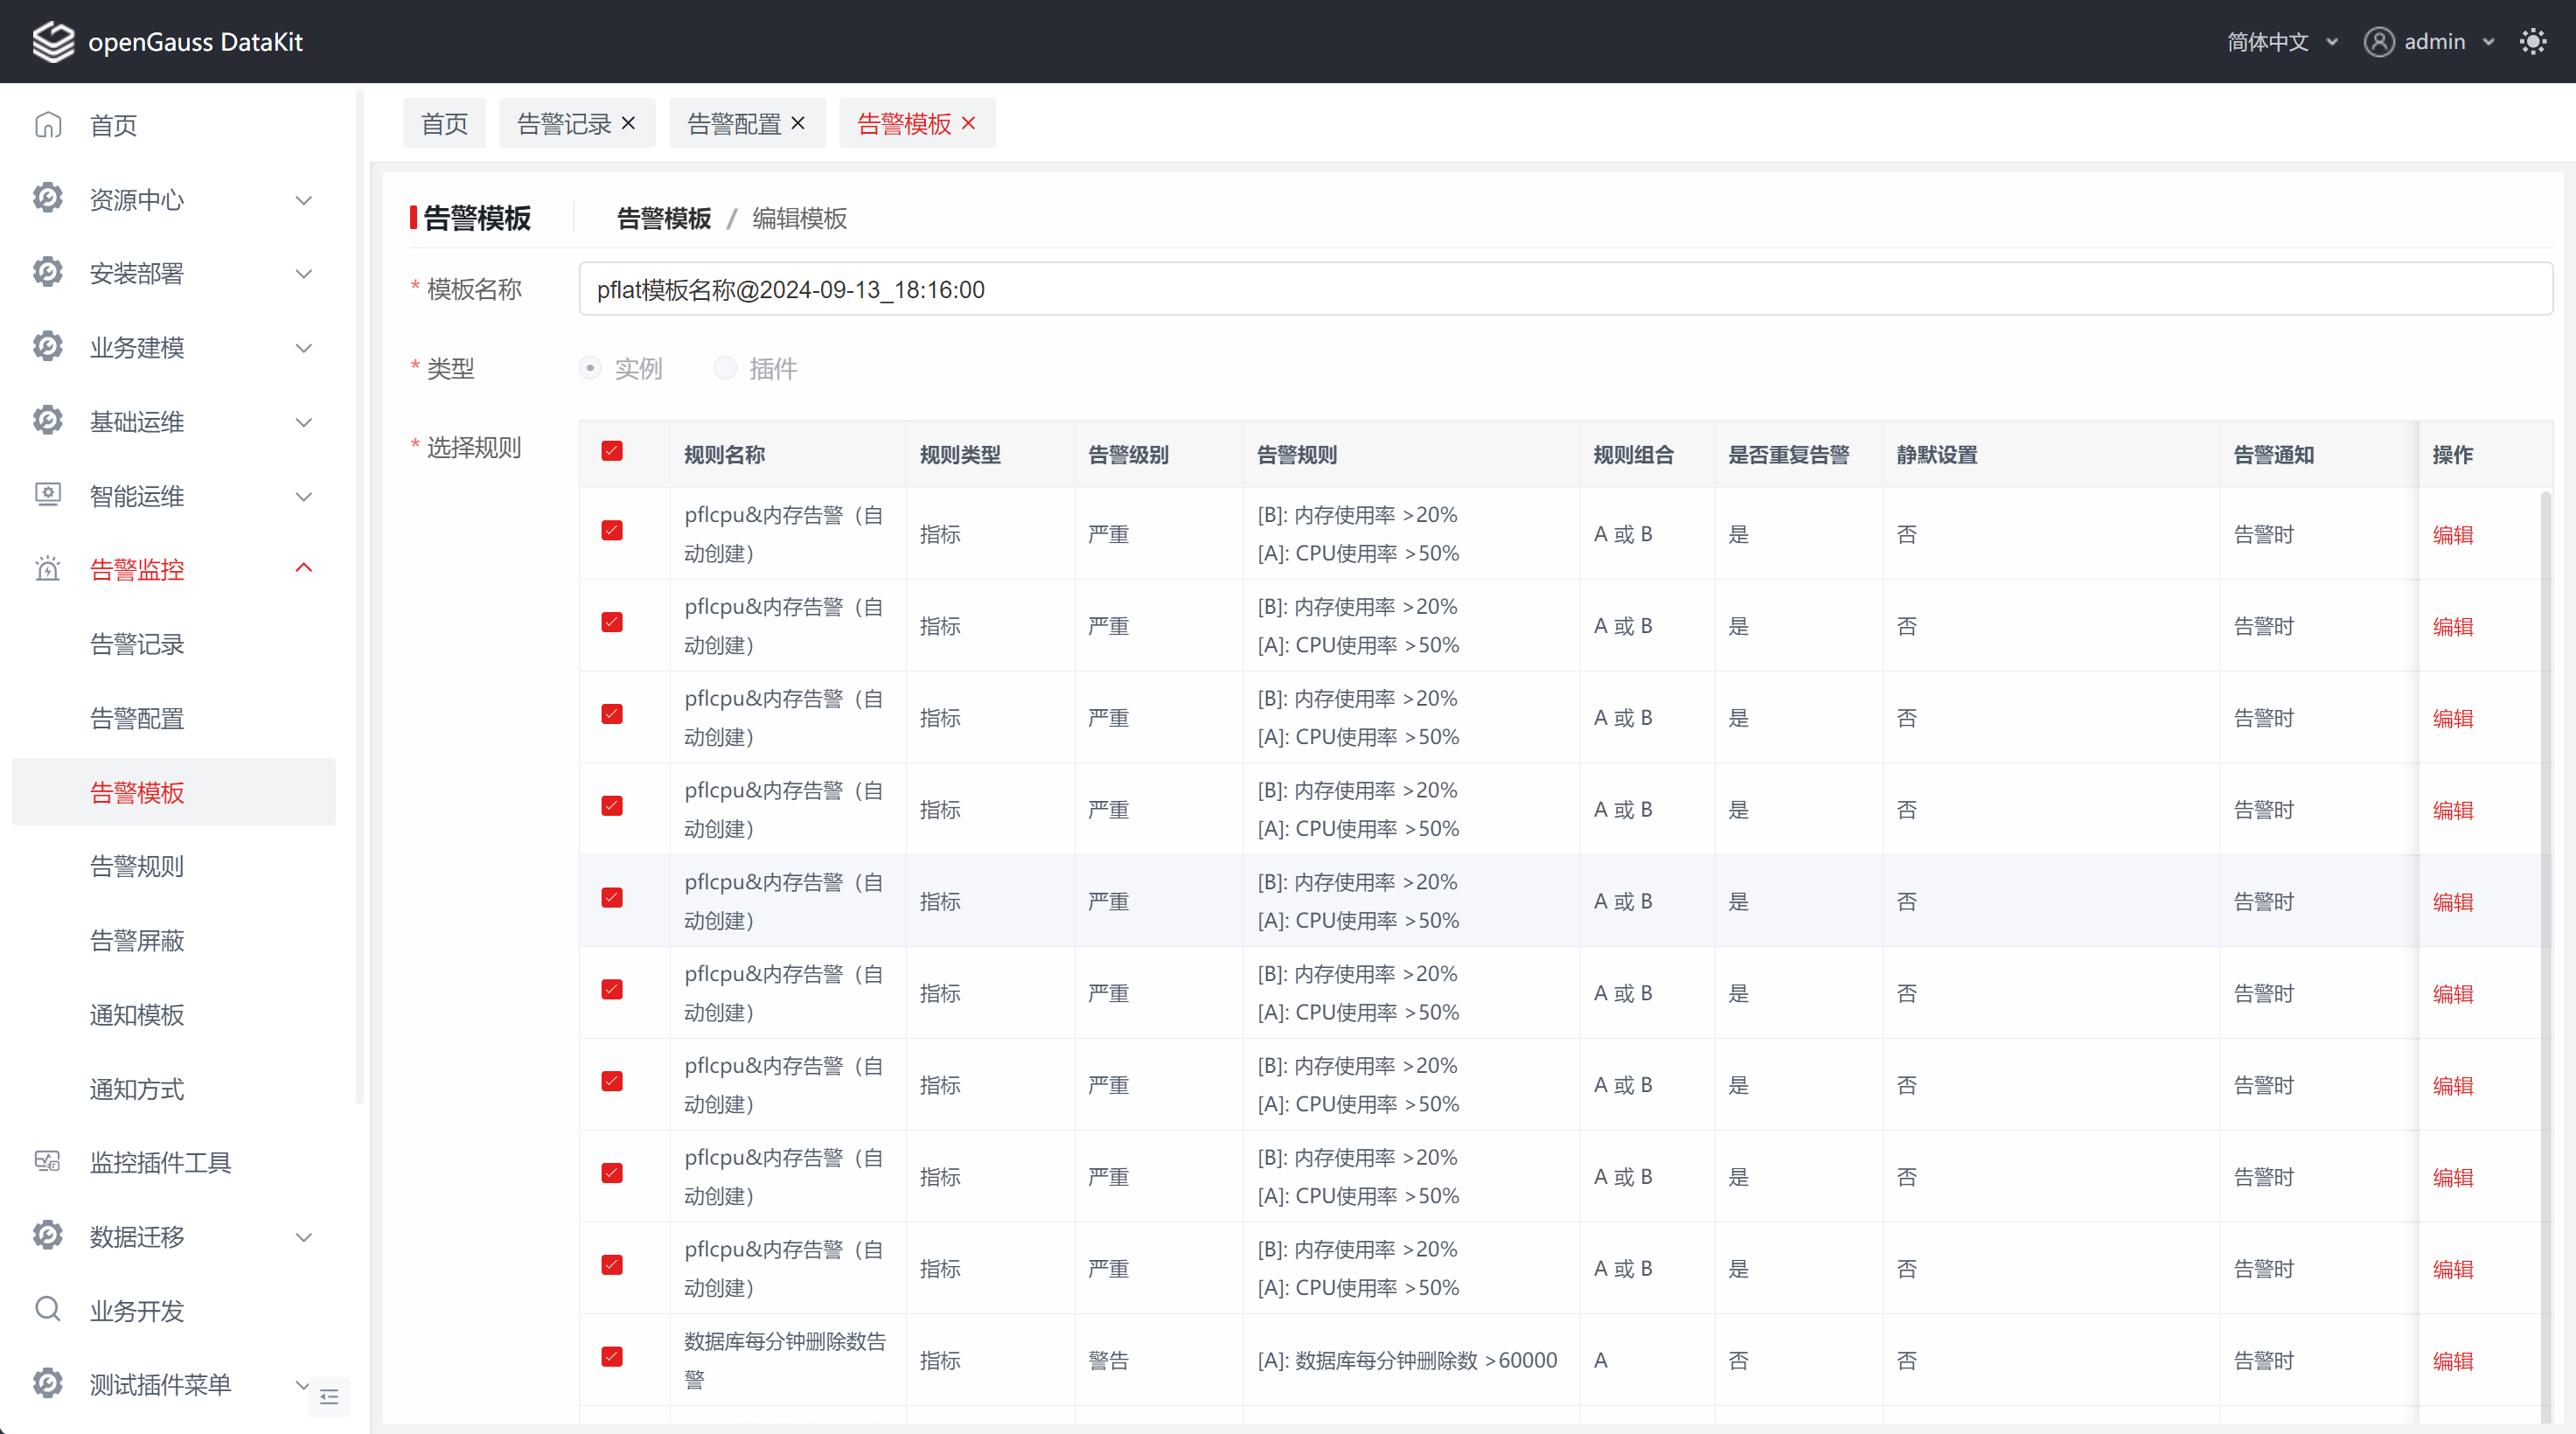 openGauss DataKit
简体中文
admin
首页
资源中心
安装部署
业务建模
基础运维
智能运维
告警监控
告警记录
告警配置
告警模板
告警规则
告警屏蔽
通知模板
通知方式
监控插件工具
数据迁移
业务开发
测试插件菜单
首页
告警记录
告警配置
告警模板
告警模板
告警模板 / 编辑模板
* 模板名称
pflat模板名称@2024-09-13_18:16:00
* 类型
实例
插件
* 选择规则
规则名称 规则类型 告警级别 告警规则 规则组合 是否重复告警 静默设置 告警通知 操作
pflcpu&内存告警（自
动创建）
指标
严重
[B]: 内存使用率 >20%
[A]: CPU使用率 >50%
A 或 B
是
否
告警时
编辑
pflcpu&内存告警（自
动创建）
指标
严重
[B]: 内存使用率 >20%
[A]: CPU使用率 >50%
A 或 B
是
否
告警时
编辑
pflcpu&内存告警（自
动创建）
指标
严重
[B]: 内存使用率 >20%
[A]: CPU使用率 >50%
A 或 B
是
否
告警时
编辑
pflcpu&内存告警（自
动创建）
指标
严重
[B]: 内存使用率 >20%
[A]: CPU使用率 >50%
A 或 B
是
否
告警时
编辑
pflcpu&内存告警（自
动创建）
指标
严重
[B]: 内存使用率 >20%
[A]: CPU使用率 >50%
A 或 B
是
否
告警时
编辑
pflcpu&内存告警（自
动创建）
指标
严重
[B]: 内存使用率 >20%
[A]: CPU使用率 >50%
A 或 B
是
否
告警时
编辑
pflcpu&内存告警（自
动创建）
指标
严重
[B]: 内存使用率 >20%
[A]: CPU使用率 >50%
A 或 B
是
否
告警时
编辑
pflcpu&内存告警（自
动创建）
指标
严重
[B]: 内存使用率 >20%
[A]: CPU使用率 >50%
A 或 B
是
否
告警时
编辑
pflcpu&内存告警（自
动创建）
指标
严重
[B]: 内存使用率 >20%
[A]: CPU使用率 >50%
A 或 B
是
否
告警时
编辑
数据库每分钟删除数告
警
指标
警告
[A]: 数据库每分钟删除数 >60000
A
否
否
告警时
编辑